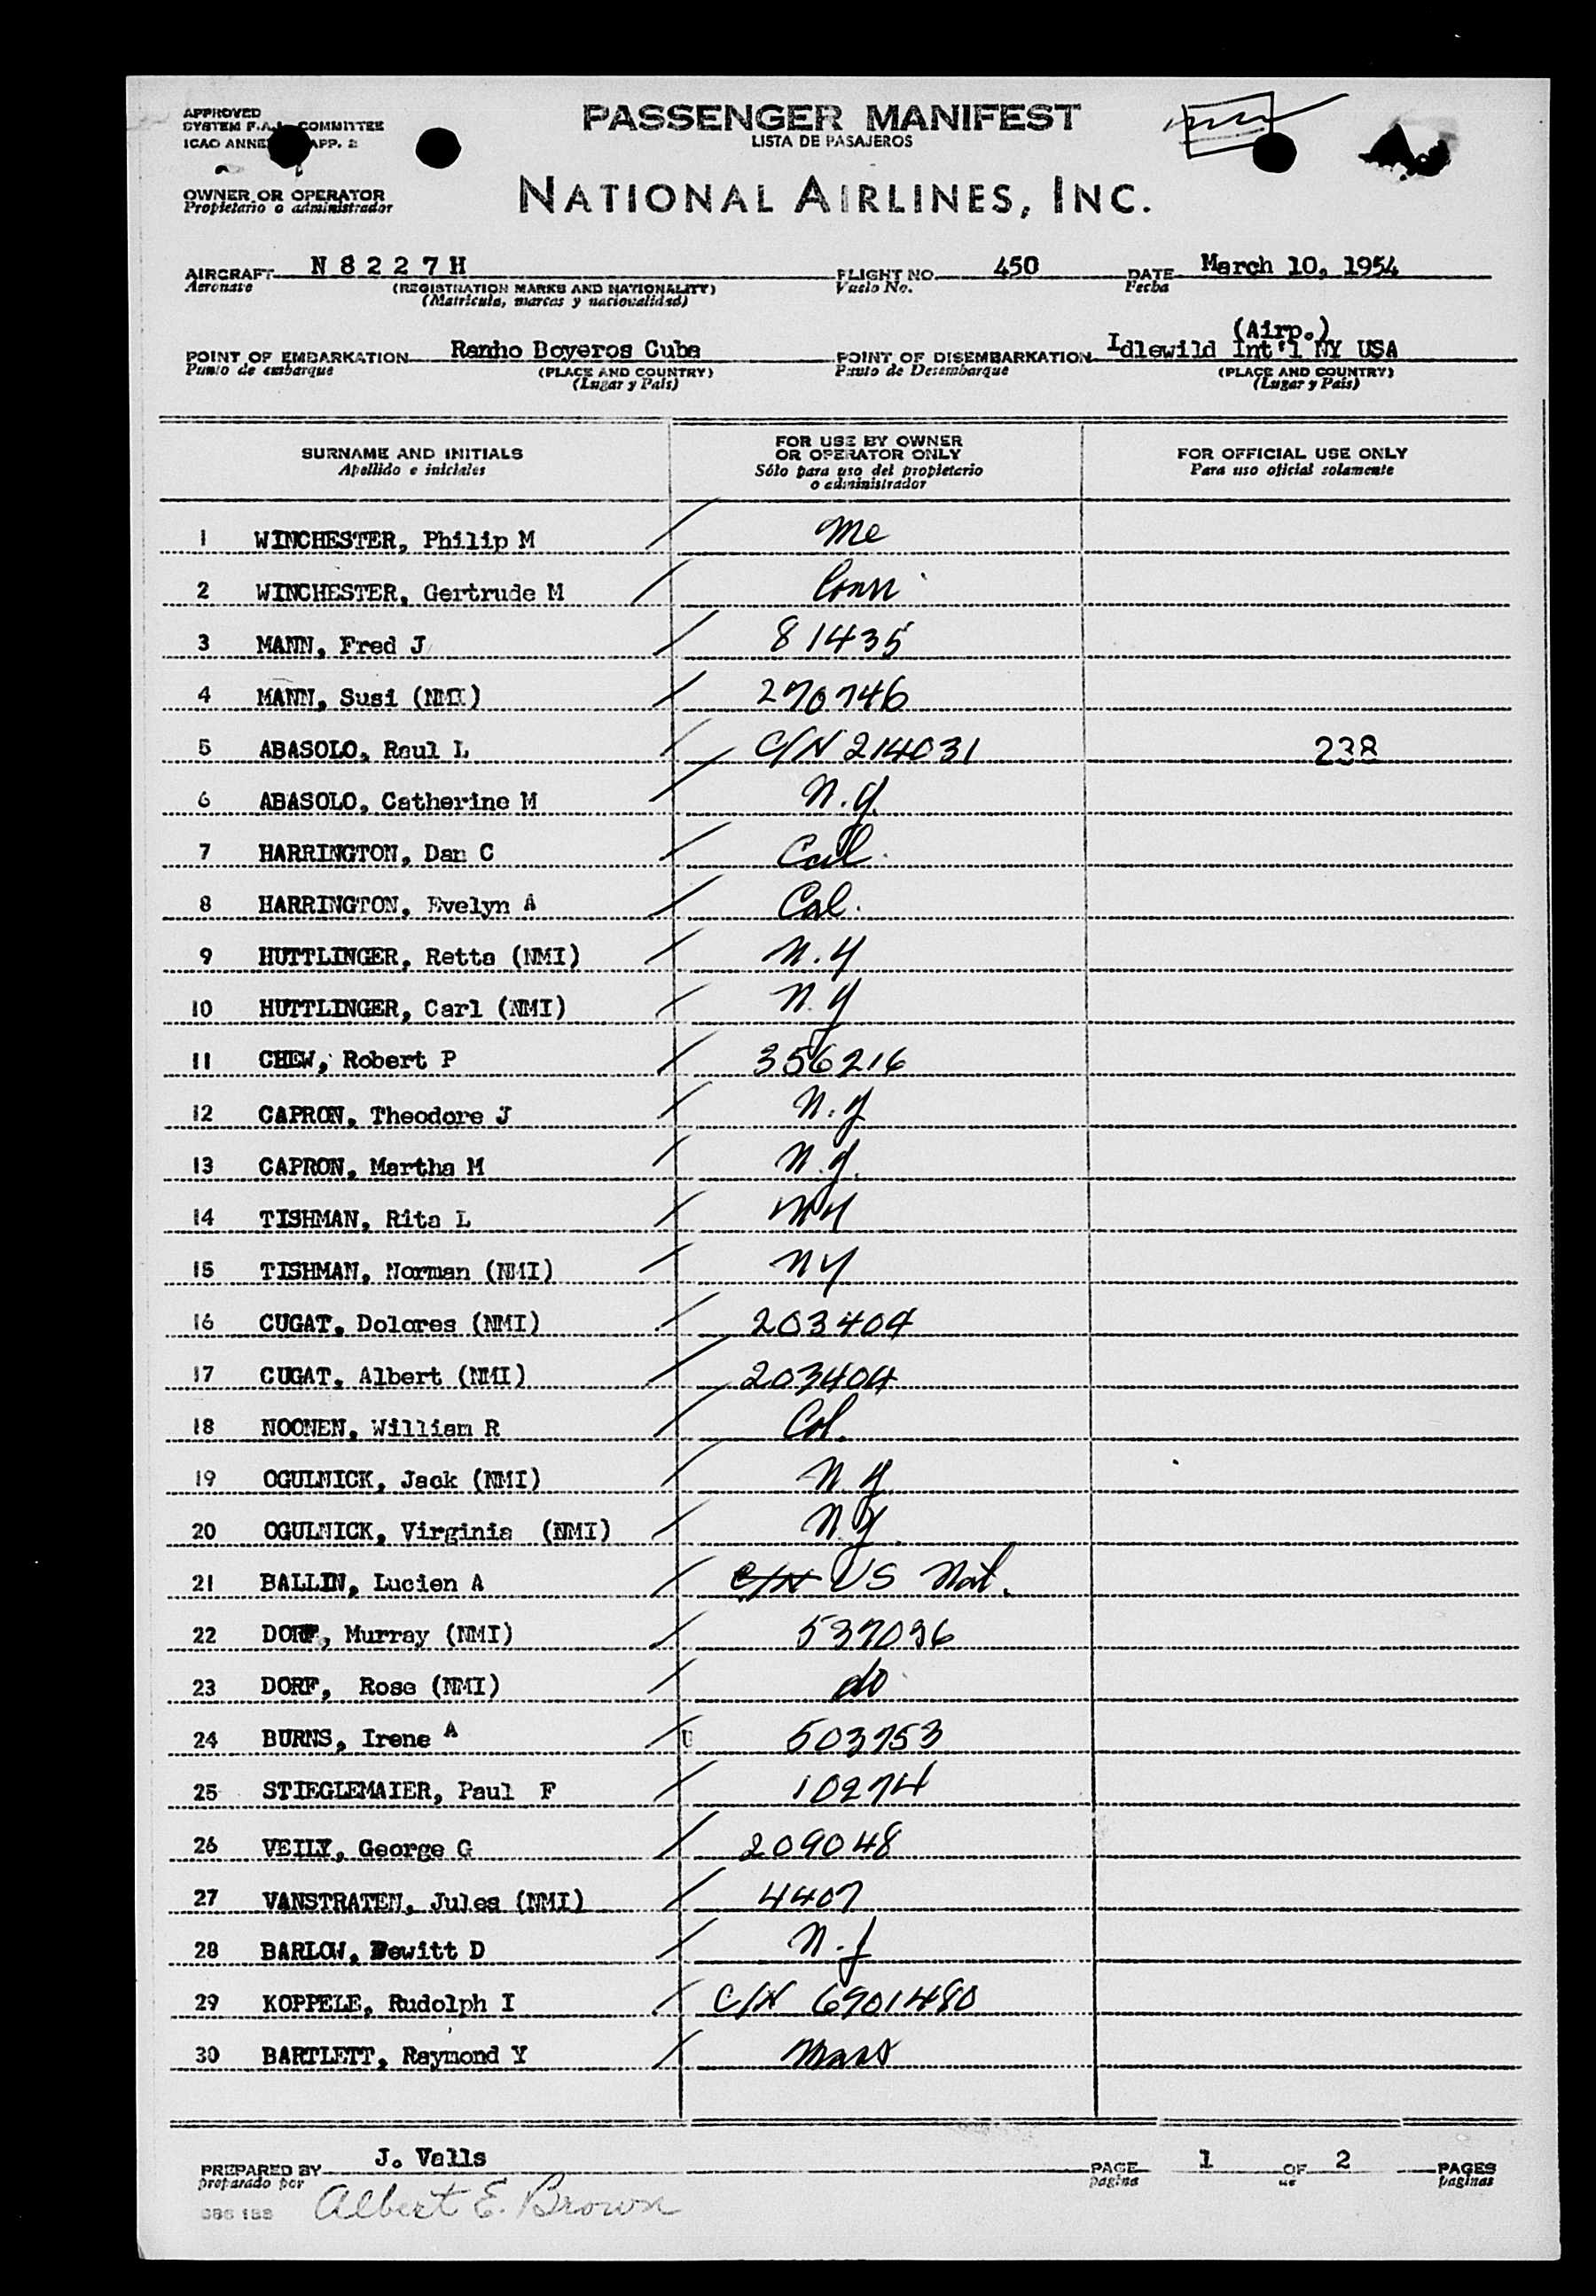 APPROVED
SYSTEM F.A.L. COMMITTEE
ICAO ANNE APP. 2
PASSENGER MANIFEST
LISTA DE PASAJEROS
OWNER OR OPERATOR
Propietario o administrador
NATIONAL AIRLINES, INC.
AIRCRAFT N 8 2 2 7 H FLIGHT NO. 450 DATE March 10, 1954
Aeronave (REGISTRATION MARKS AND NATIONALITY) Vuelo No. Fecha
(Matricula, marcas y nacionalidad)
(Airp.)
POINT OF EMBARKATION Ranho Boyeros Cuba POINT OF DISEMBARKATION Idlewild Int'l NY USA
Punto de embarque (PLACE AND COUNTRY) Punto de Desembarque (PLACE AND COUNTRY)
(Lugar y País) (Lugar y País)
SURNAME AND INITIALS FOR USE BY OWNER OR OPERATOR ONLY FOR OFFICIAL USE ONLY
Apellido e iniciales Sólo para uso del propietario o administrador Para uso oficial solamente
1 WINCHESTER, Philip M Me
2 WINCHESTER, Gertrude M Conn
3 MANN, Fred J 81435
4 MANN, Susi (NMI) 270746
5 ABASOLO, Raul L C/N 214031 238
6 ABASOLO, Catherine M N.Y.
7 HARRINGTON, Dan C Cal.
8 HARRINGTON, Evelyn A Cal.
9 HUTTLINGER, Retta (NMI) N.Y
10 HUTTLINGER, Carl (NMI) N.Y
11 CHEW, Robert P 356216
12 CAPRON, Theodore J N.Y
13 CAPRON, Martha M N.Y.
14 TISHMAN, Rita L NY
15 TISHMAN, Norman (NMI) NY
16 CUGAT, Dolores (NMI) 203404
17 CUGAT, Albert (NMI) 203404
18 NOONEN, William R Col.
19 OGULNICK, Jack (NMI) N.Y.
20 OGULNICK, Virginia (NMI) N.Y.
21 BALLIN, Lucien A C/N US Nat.
22 DORF, Murray (NMI) 537036
23 DORF, Rose (NMI) do
24 BURNS, Irene A U 503753
25 STIEGLEMAIER, Paul F 10274
26 VEILY, George G 209048
27 VANSTRATEN, Jules (NMI) 4407
28 BARLOW, Dewitt D N.J
29 KOPPELE, Rudolph I C/N 6901480
30 BARTLETT, Raymond Y Mass
PREPARED BY J. Valls PAGE 1 OF 2 PAGES
preparado por pagina de paginas
Albert E. Brown